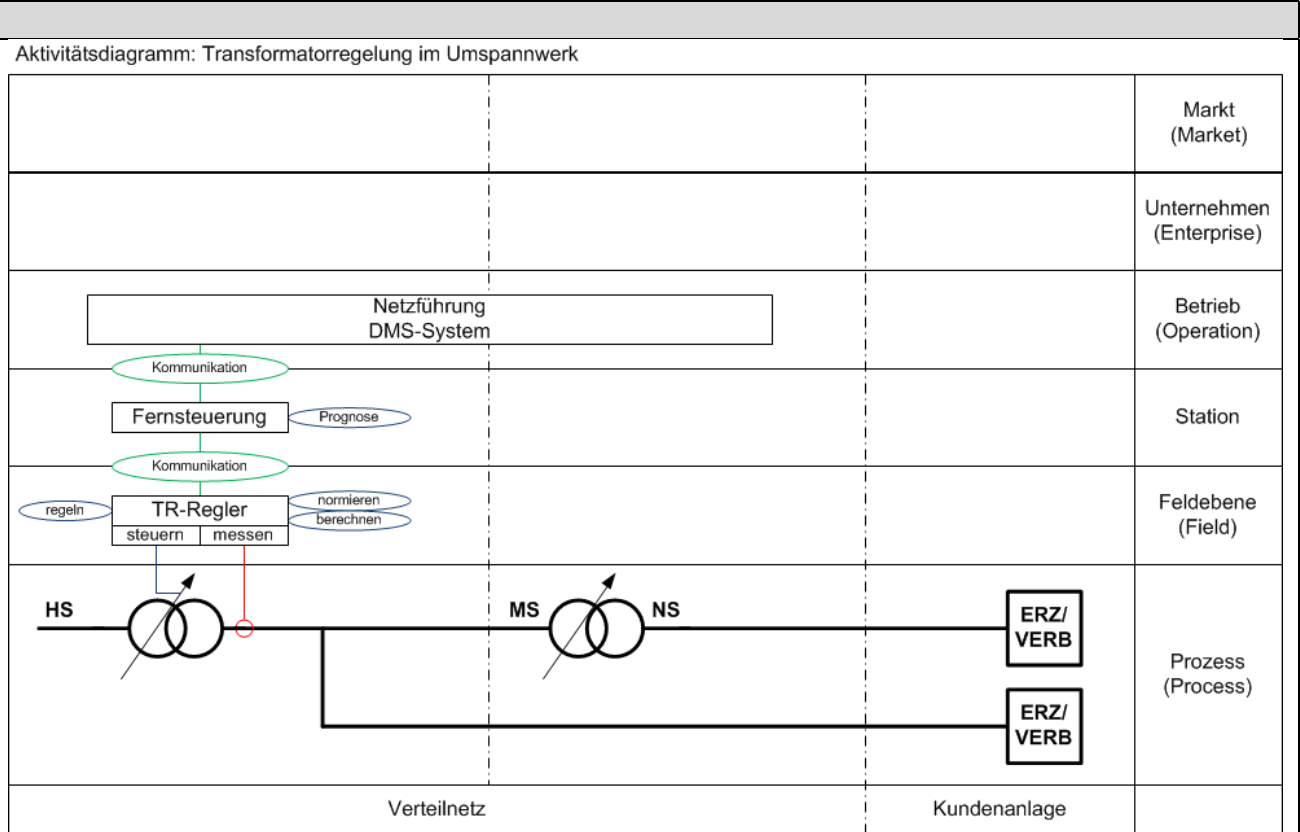 Aktivitätsdiagramm: Transformatorregelung im Umspannwerk
Markt
(Market)
Unternehmen
(Enterprise)
Netzführung
DMS-System
Betrieb
(Operation)
Kommunikation
Fernsteuerung
Prognose
Station
Kommunikation
regeln
TR-Regler
steuern
messen
normieren
berechnen
Feldebene
(Field)
HS
MS
NS
ERZ/
VERB
ERZ/
VERB
Prozess
(Process)
Verteilnetz
Kundenanlage